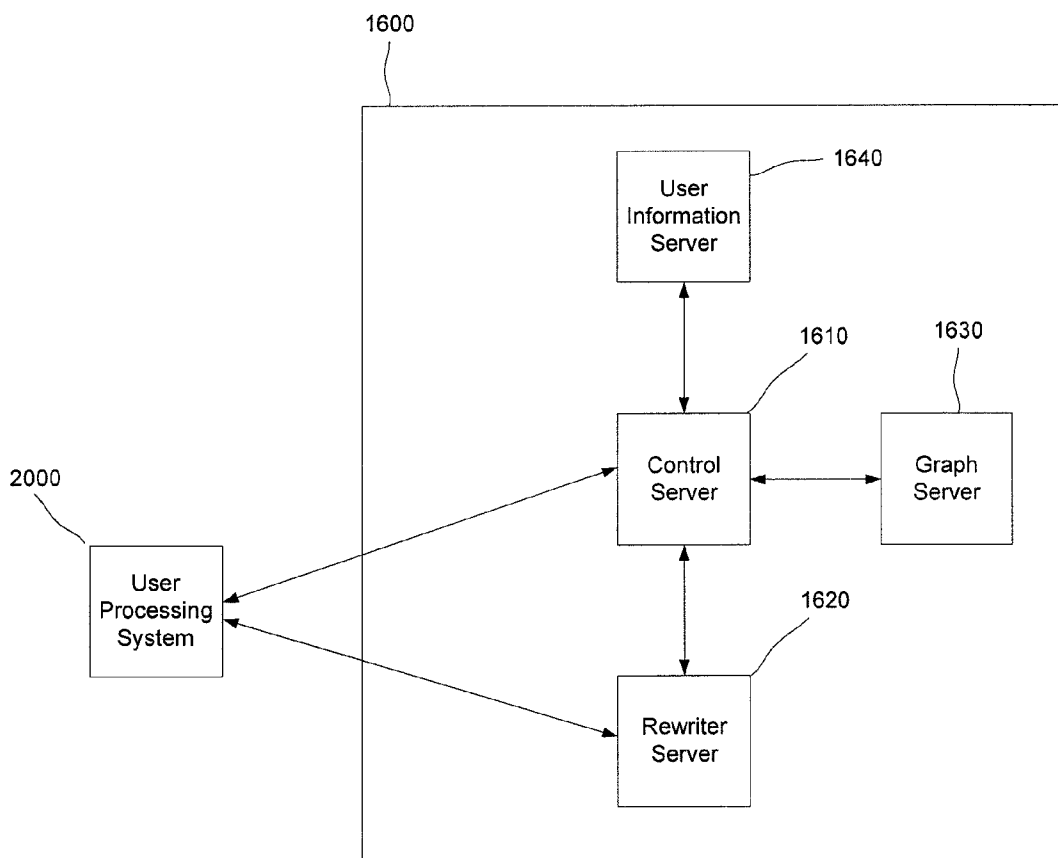 1600
1640
User
Information
Server
1610
1630
Control
Server
Graph
Server
2000
User
Processing
System
1620
Rewriter
Server